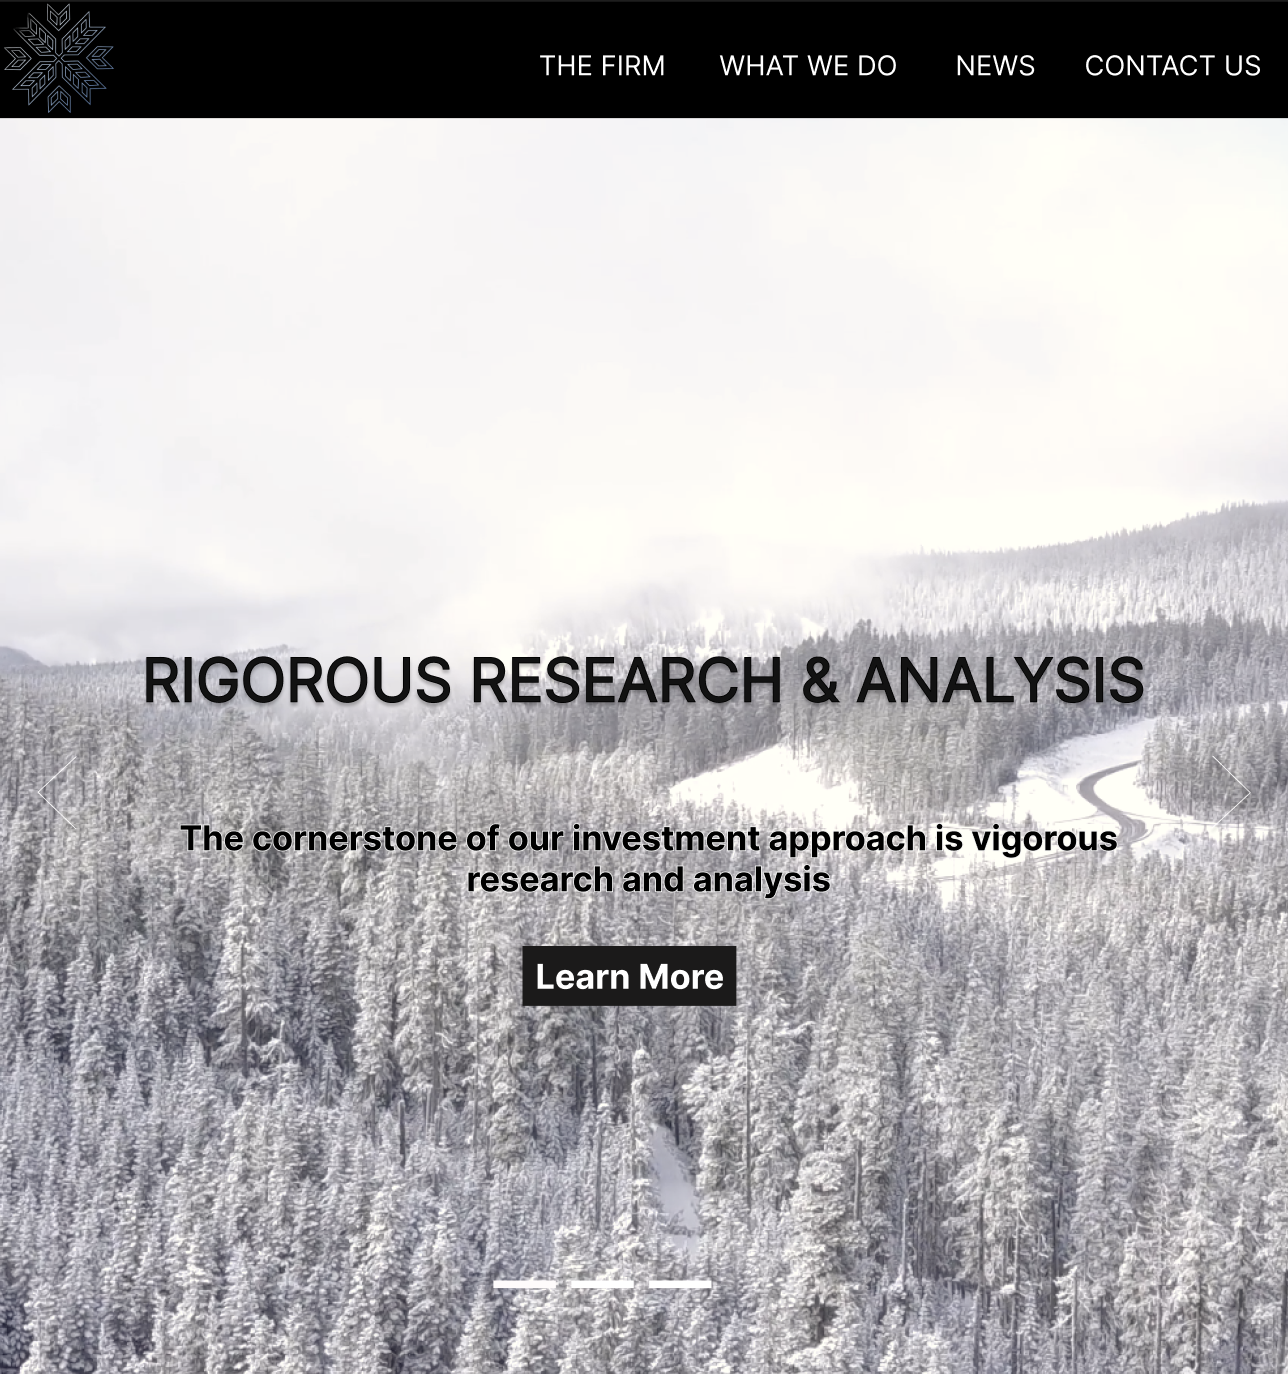 THE FIRM WHAT WE DO NEWS CONTACT US
RIGOROUS RESEARCH & ANALYSIS
The cornerstone of our investment approach is vigorous
research and analysis
Learn More